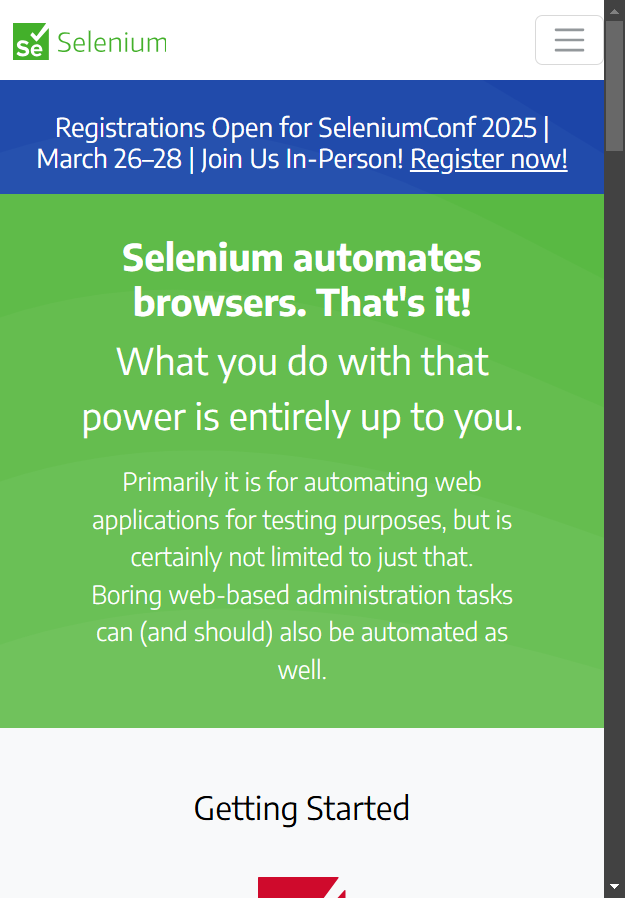 Se Selenium
Registrations Open for SeleniumConf 2025 |
March 26–28 | Join Us In-Person! Register now!
Selenium automates
browsers. That's it!
What you do with that
power is entirely up to you.
Primarily it is for automating web
applications for testing purposes, but is
certainly not limited to just that.
Boring web-based administration tasks
can (and should) also be automated as
well.
Getting Started